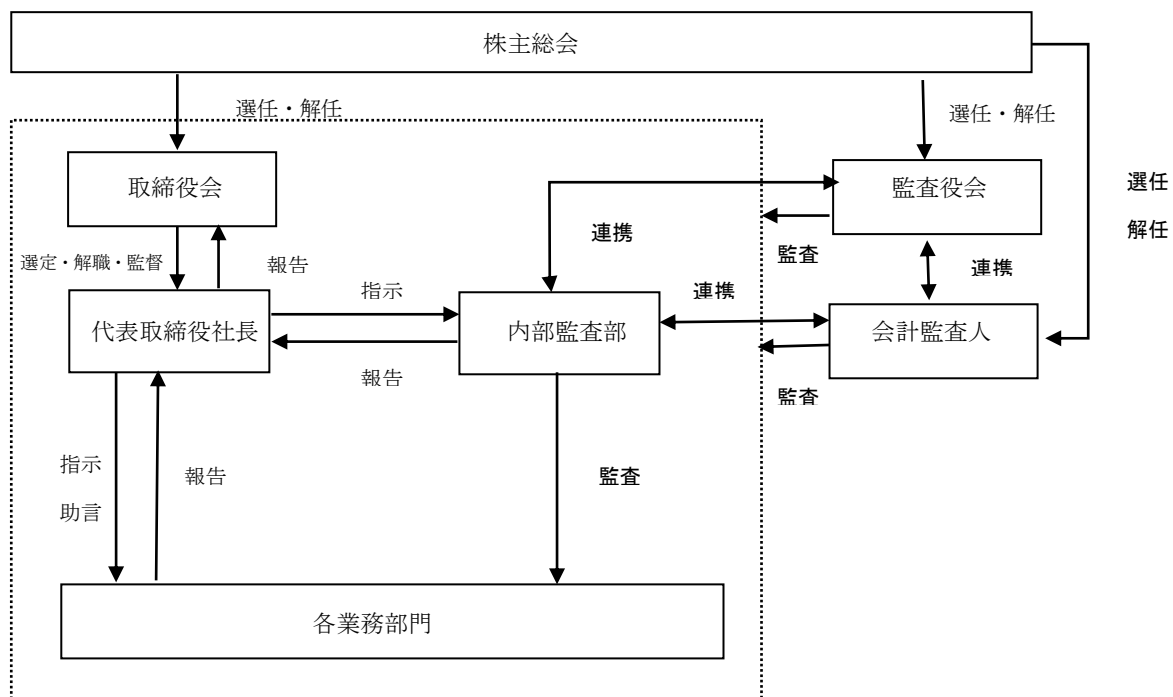 株主総会
選任・解任
選任・解任
取締役会
監査役会
選任
解任
連携
監査
選定・解職・監督
報告
連携
指示
連携
代表取締役社長
内部監査部
会計監査人
報告
監査
指示
助言
報告
監査
各業務部門